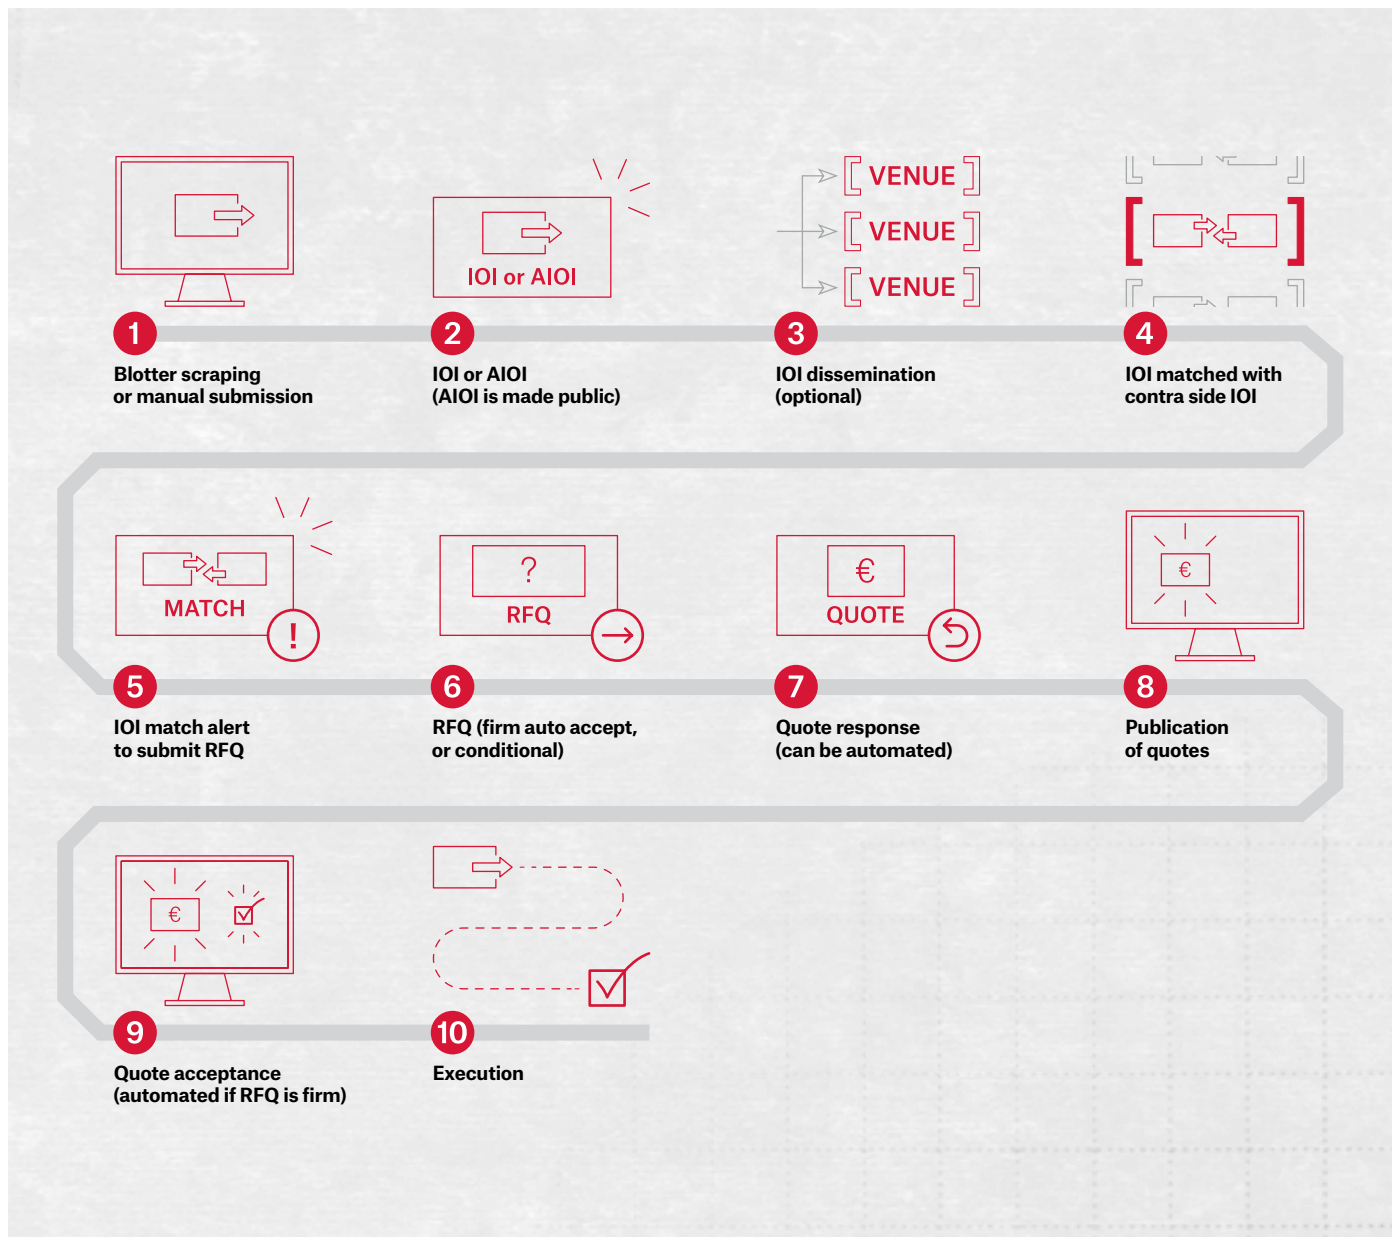 VENUE
VENUE
VENUE
IOI or AIOI
1
Blotter scraping
or manual submission
2
IOI or AIOI
(AIOI is made public)
3
IOI dissemination
(optional)
4
IOI matched with
contra side IOI
MATCH
!
?
RFQ
→
€
QUOTE
€
5
IOI match alert
to submit RFQ
6
RFQ (firm auto accept,
or conditional)
7
Quote response
(can be automated)
8
Publication
of quotes
€
9
Quote acceptance
(automated if RFQ is firm)
10
Execution